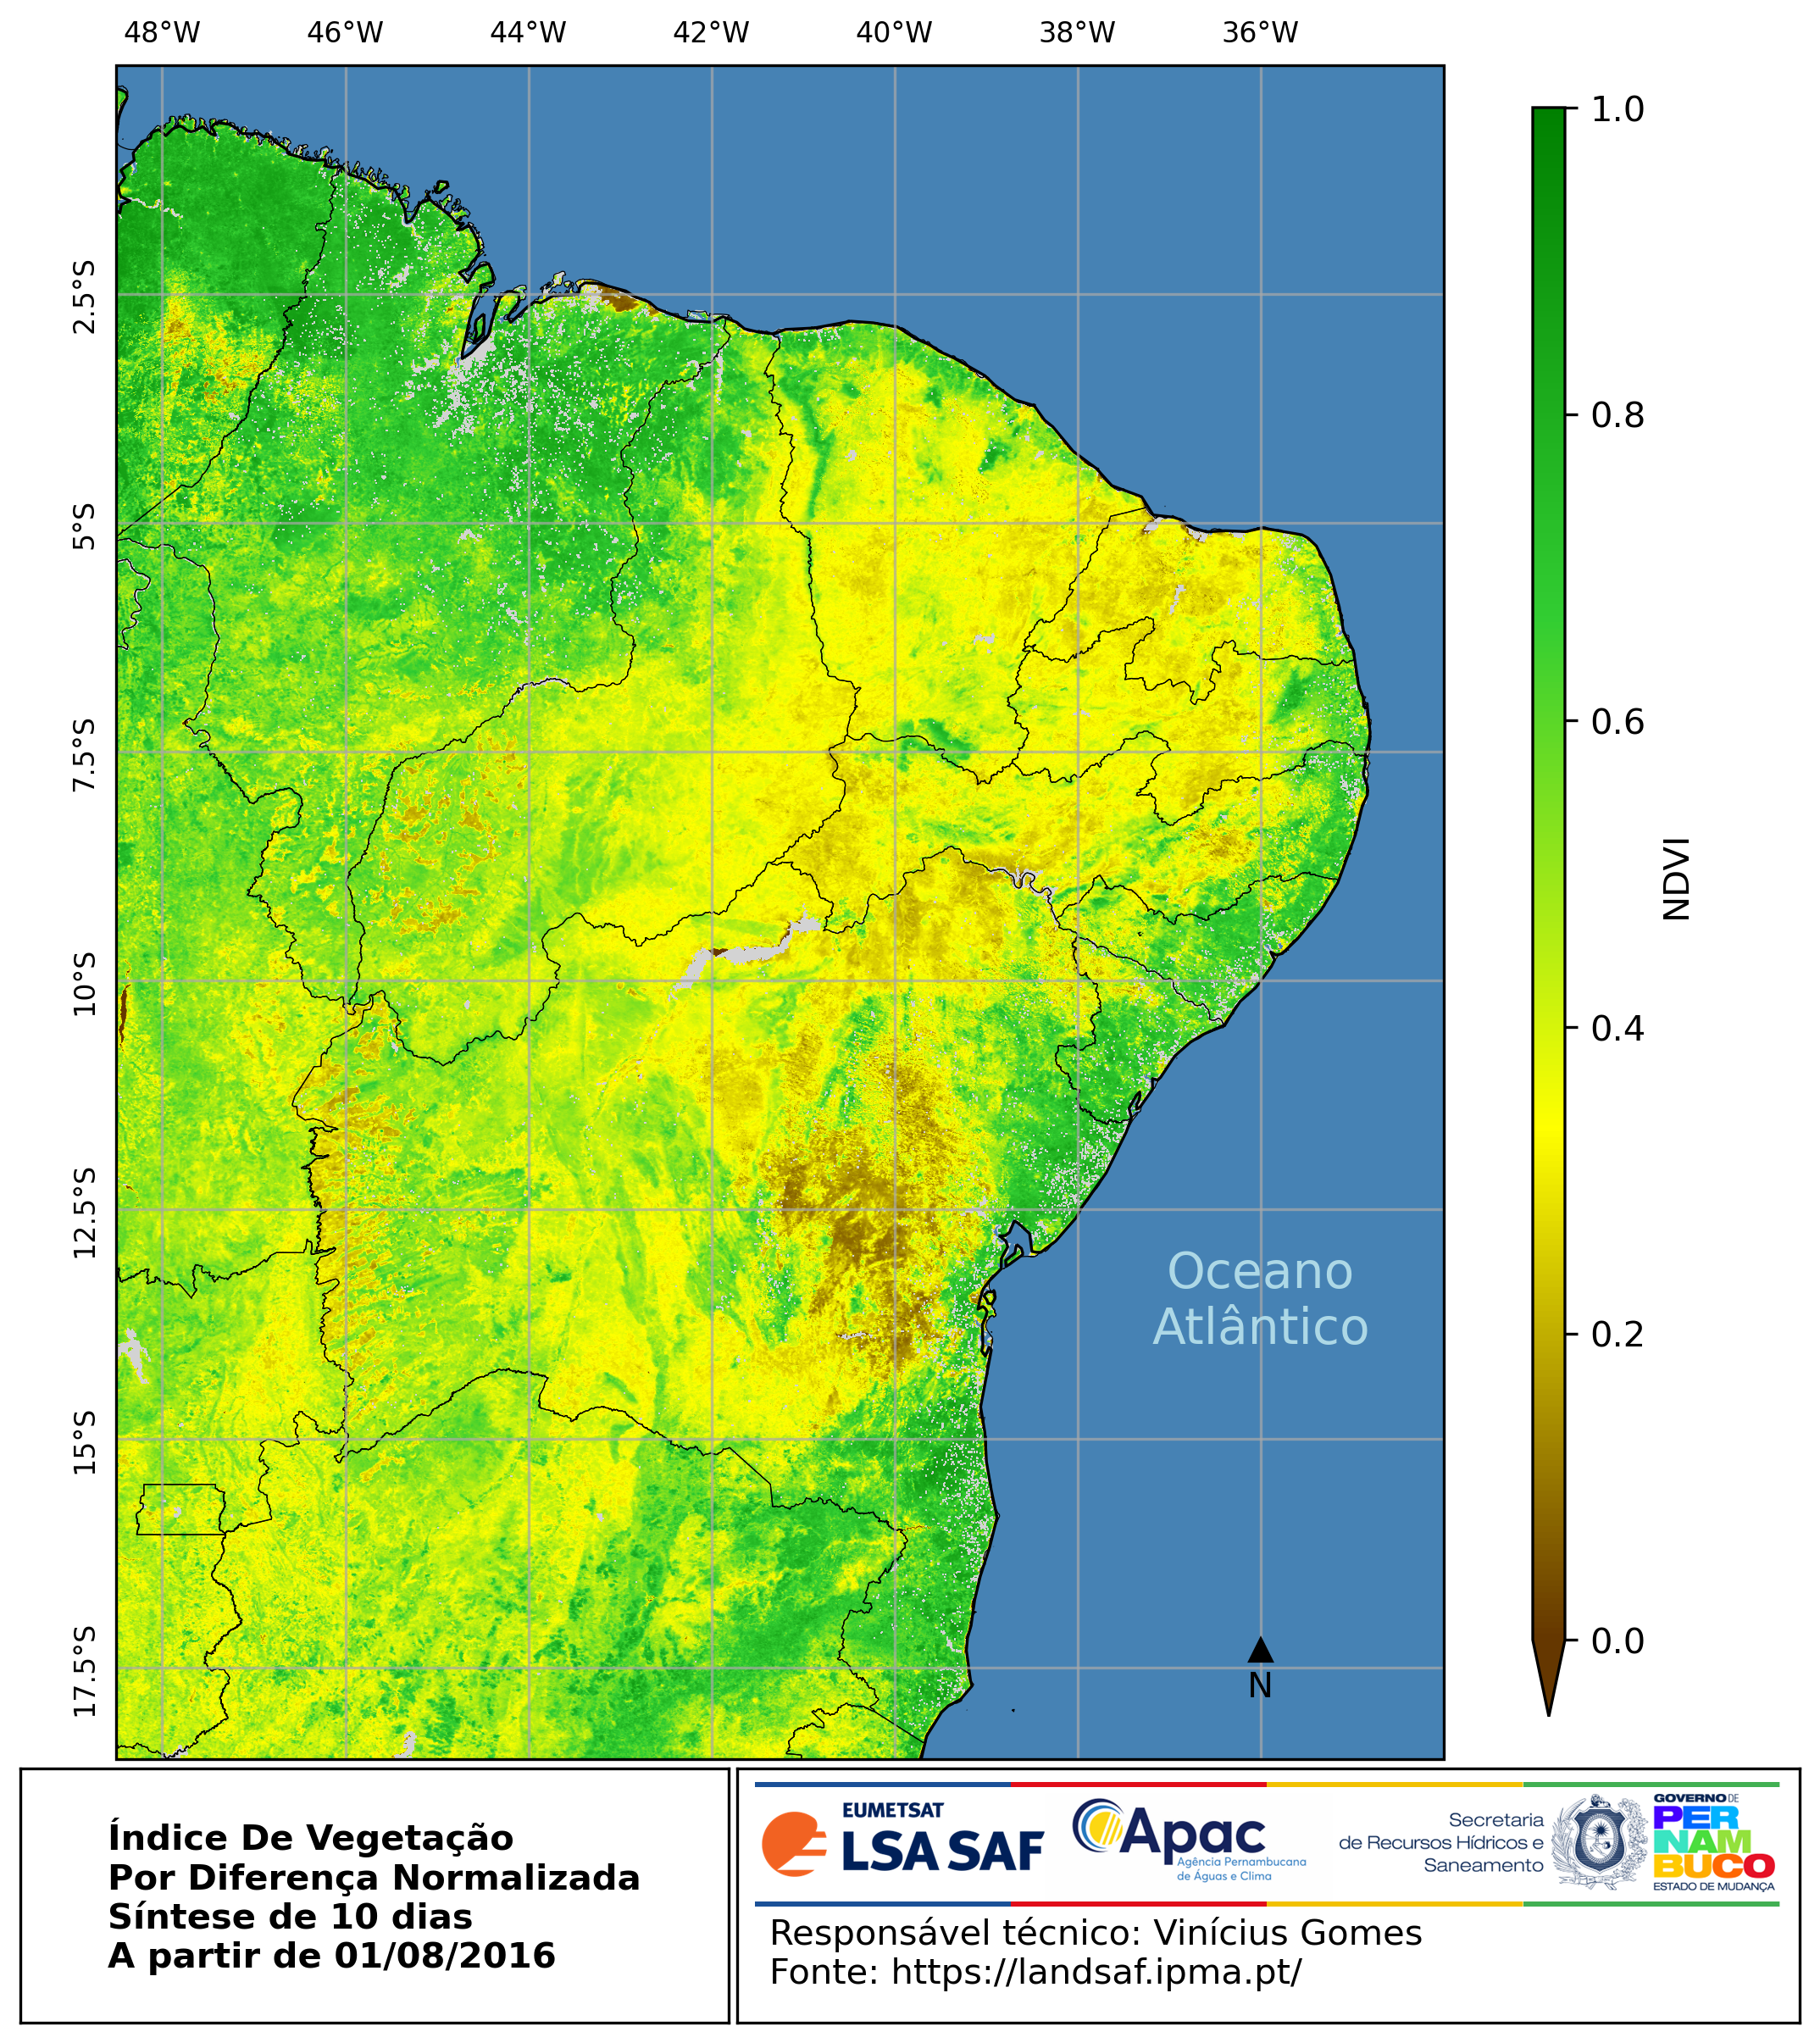 48°W 46°W 44°W 42°W 40°W 38°W 36°W
2.5°S
5°S
7.5°S
10°S
12.5°S
15°S
17.5°S
Oceano
Atlântico
N
1.0
0.8
0.6
0.4
0.2
0.0
NDVI
Índice De Vegetação
Por Diferença Normalizada
Síntese de 10 dias
A partir de 01/08/2016
EUMETSAT
LSA SAF
Apac
Agência Pernambucana
de Águas e Clima
Secretaria
de Recursos Hídricos e
Saneamento
GOVERNO DE
PER
NAM
BUCO
ESTADO DE MUDANÇA
Responsável técnico: Vinícius Gomes
Fonte: https://landsaf.ipma.pt/